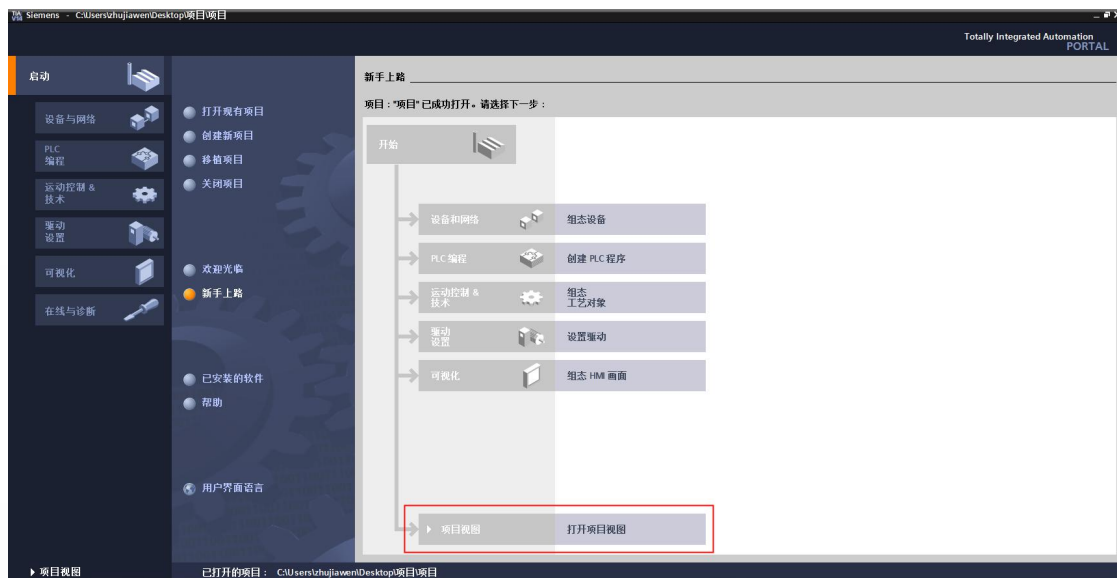 Siemens - C:\Users\zhujiawen\Desktop\项目\项目
Totally Integrated Automation
PORTAL
启动
设备与网络
PLC
编程
运动控制 &
技术
驱动
设置
可视化
在线与诊断
打开现有项目
创建新项目
移植项目
关闭项目
欢迎光临
新手上路
已安装的软件
帮助
用户界面语言
新手上路
项目："项目" 已成功打开。请选择下一步：
开始
设备和网络
组态设备
PLC 编程
创建 PLC 程序
运动控制 &
技术
组态
工艺对象
驱动
设置
设置驱动
可视化
组态 HMI 画面
项目视图
打开项目视图
项目视图
已打开的项目： C:\Users\zhujiawen\Desktop\项目\项目